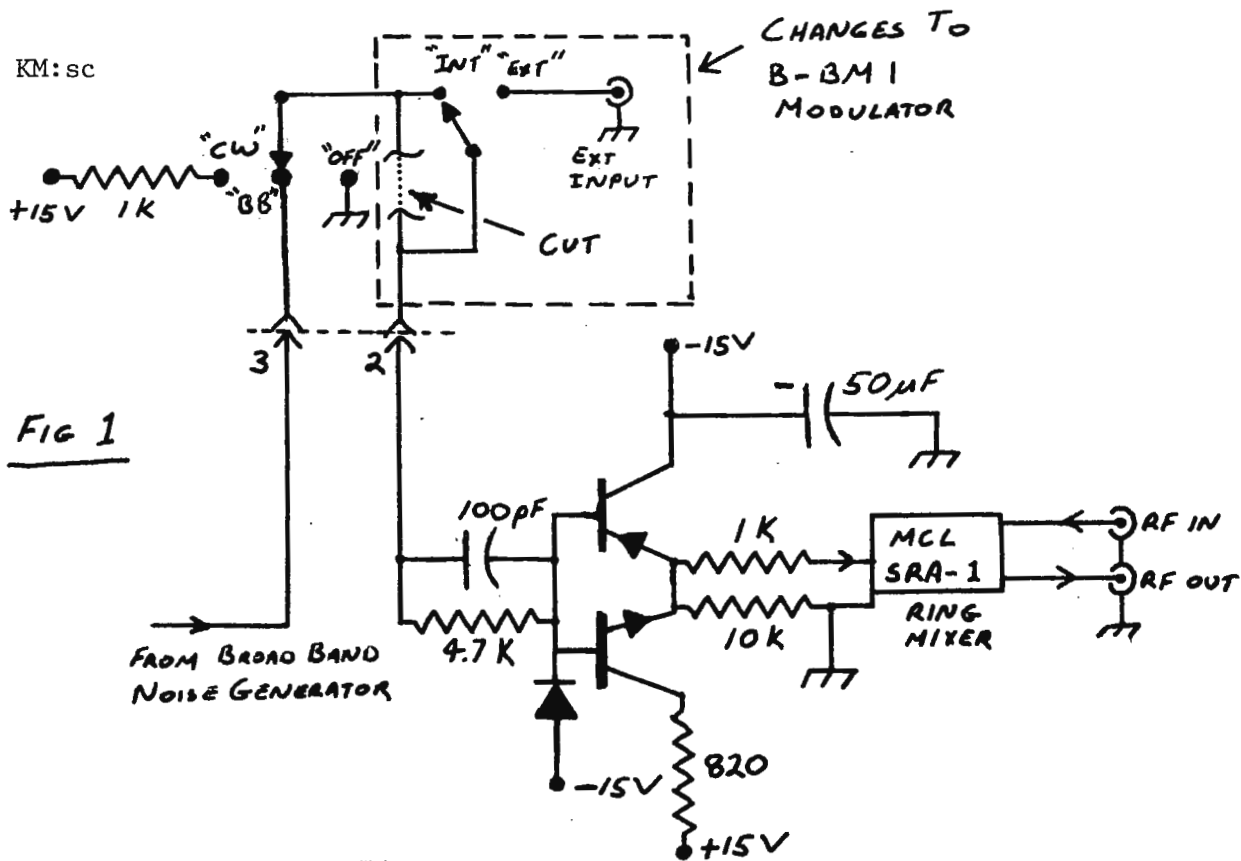 KM:sc
CHANGES TO
B-BM1
MODULATOR
"INT" "EXT"
EXT
INPUT
"CW"
"OFF"
"BB"
+15V
1K
CUT
3
2
-15V
- 50µF
FIG 1
100pF
1K
MCL
SRA-1
RING
MIXER
RF IN
RF OUT
4.7K
10K
FROM BROAD BAND
NOISE GENERATOR
-15V
820
+15V